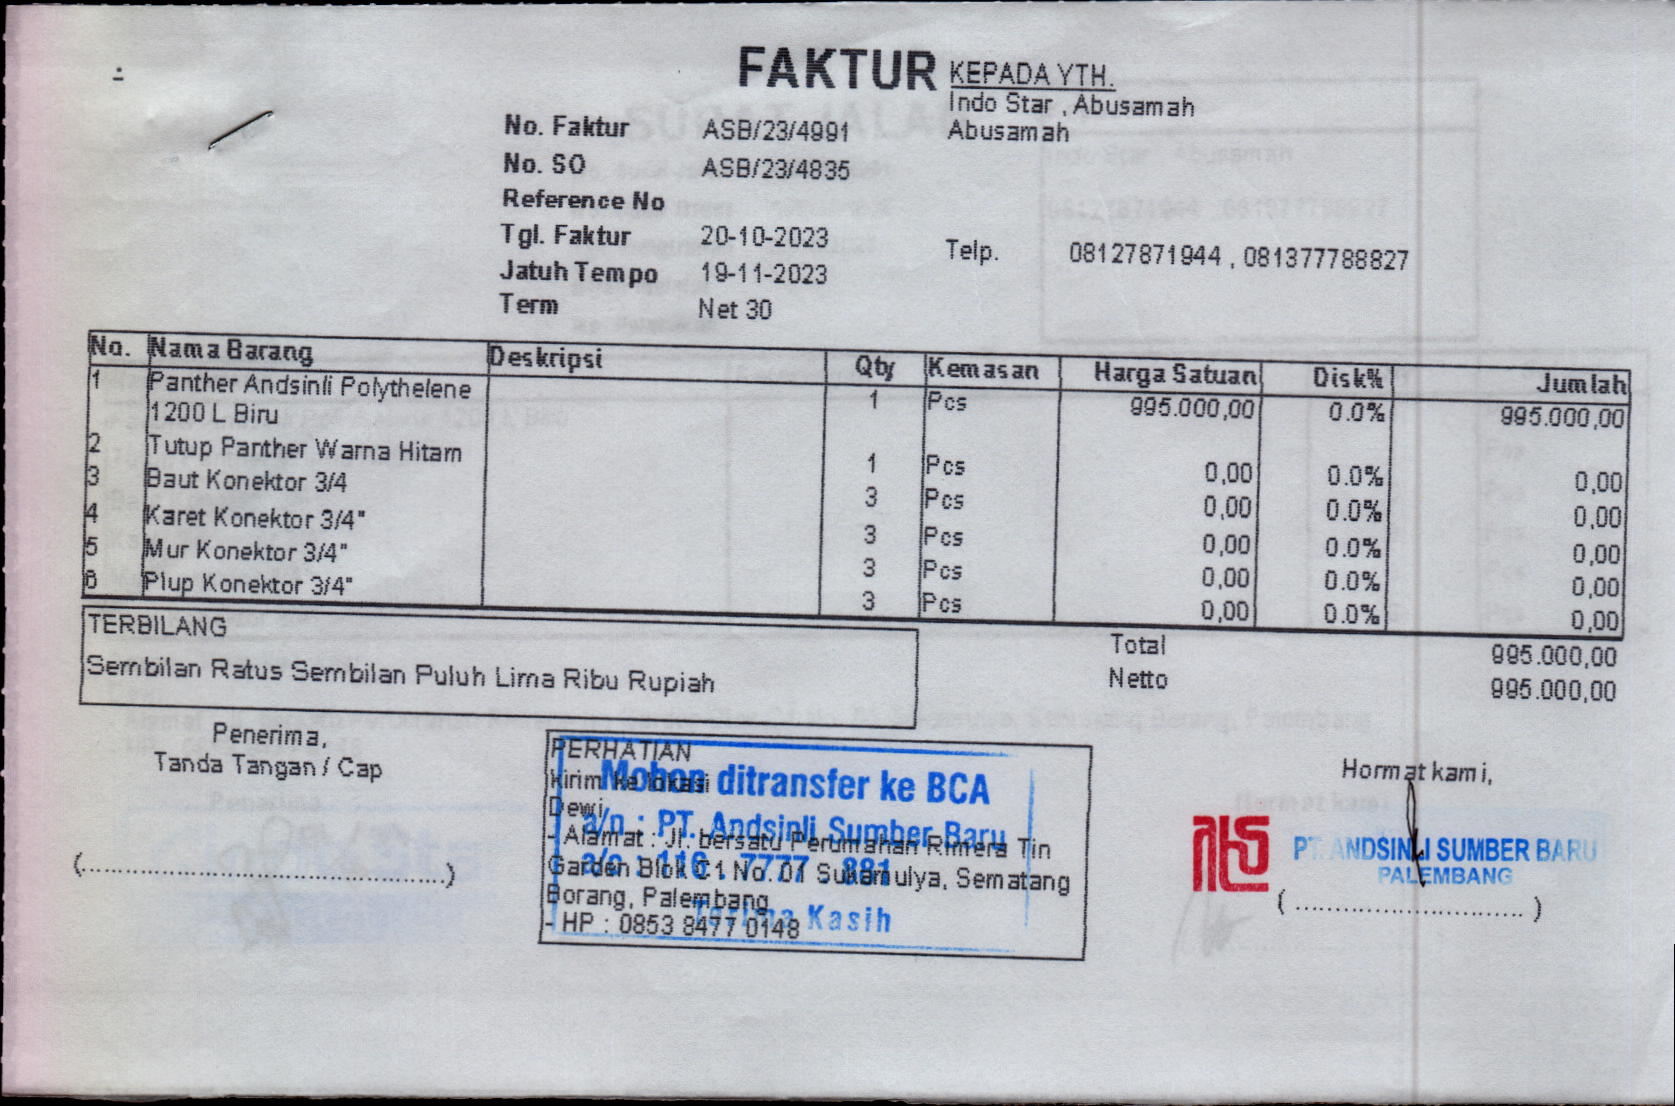 FAKTUR
KEPADA YTH.
Indo Star , Abusamah
Abusamah
No. Faktur ASB/23/4991
No. SO ASB/23/4835
Reference No
Tgl. Faktur 20-10-2023
Jatuh Tempo 19-11-2023
Term Net 30
Telp. 08127871944 , 081377788827
No. Nama Barang Deskripsi Qty Kemasan Harga Satuan Disk% Jumlah
1 Panther Andsinli Polythelene 1 Pcs 995.000,00 0.0% 995.000,00
1200 L Biru
2 Tutup Panther Warna Hitam 1 Pcs 0,00 0.0% 0,00
3 Baut Konektor 3/4 3 Pcs 0,00 0.0% 0,00
4 Karet Konektor 3/4" 3 Pcs 0,00 0.0% 0,00
5 Mur Konektor 3/4" 3 Pcs 0,00 0.0% 0,00
6 Plup Konektor 3/4" 3 Pcs 0,00 0.0% 0,00
TERBILANG
Sembilan Ratus Sembilan Puluh Lima Ribu Rupiah
Total 995.000,00
Netto 995.000,00
Penerima,
Tanda Tangan / Cap
(..............................................)
PERHATIAN
Kirim ke lokasi
Dewi
- Alamat : Jl. bersatu Perumahan Rimera Tin
Garden Blok C1 No. 01 Sukamulya, Sematang
Borang, Palembang
- HP : 0853 8477 0148
Mohon ditransfer ke BCA
a/n : PT. Andsinli Sumber Baru
a/c : 116 7777 881
Terima Kasih
Hormat kami,
PT ANDSINLI SUMBER BARU
PALEMBANG
( ............................. )